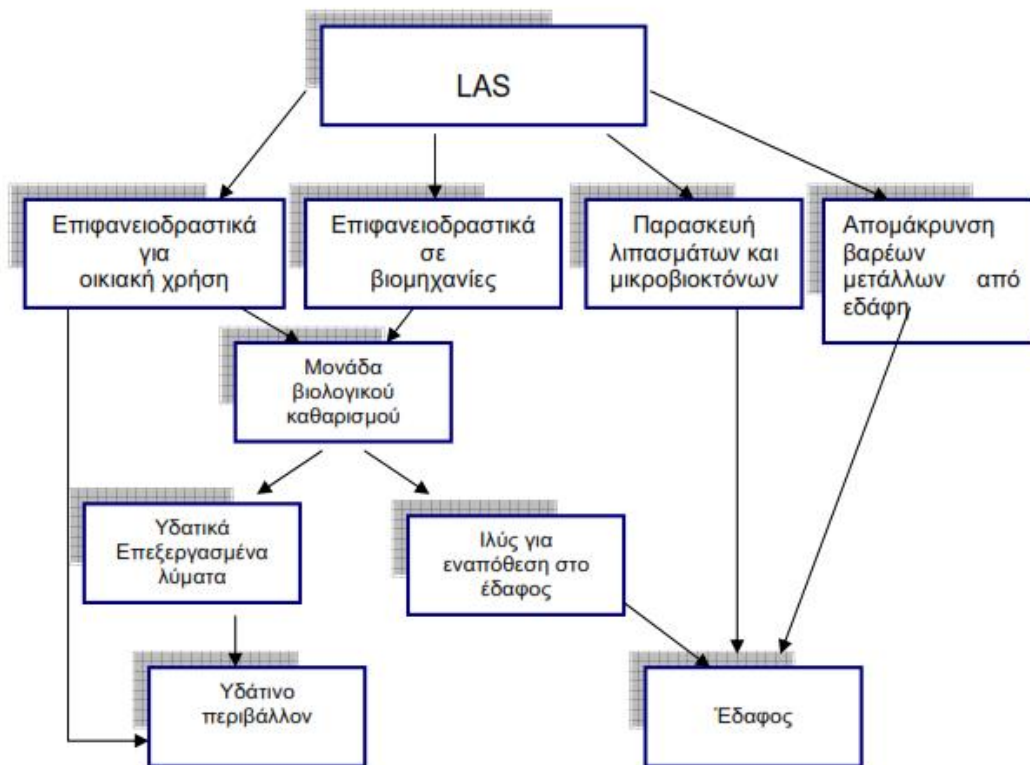 LAS
Επιφανειοδραστικά
για
οικιακή χρήση
Επιφανειοδραστικά
σε
βιομηχανίες
Παρασκευή
λιπασμάτων και
μικροβιοκτόνων
Απομάκρυνση
βαρέων
μετάλλων από
εδάφη
Μονάδα
βιολογικού
καθαρισμού
Υδατικά
Επεξεργασμένα
λύματα
Ιλύς για
εναπόθεση στο
έδαφος
Υδάτινο
περιβάλλον
Έδαφος